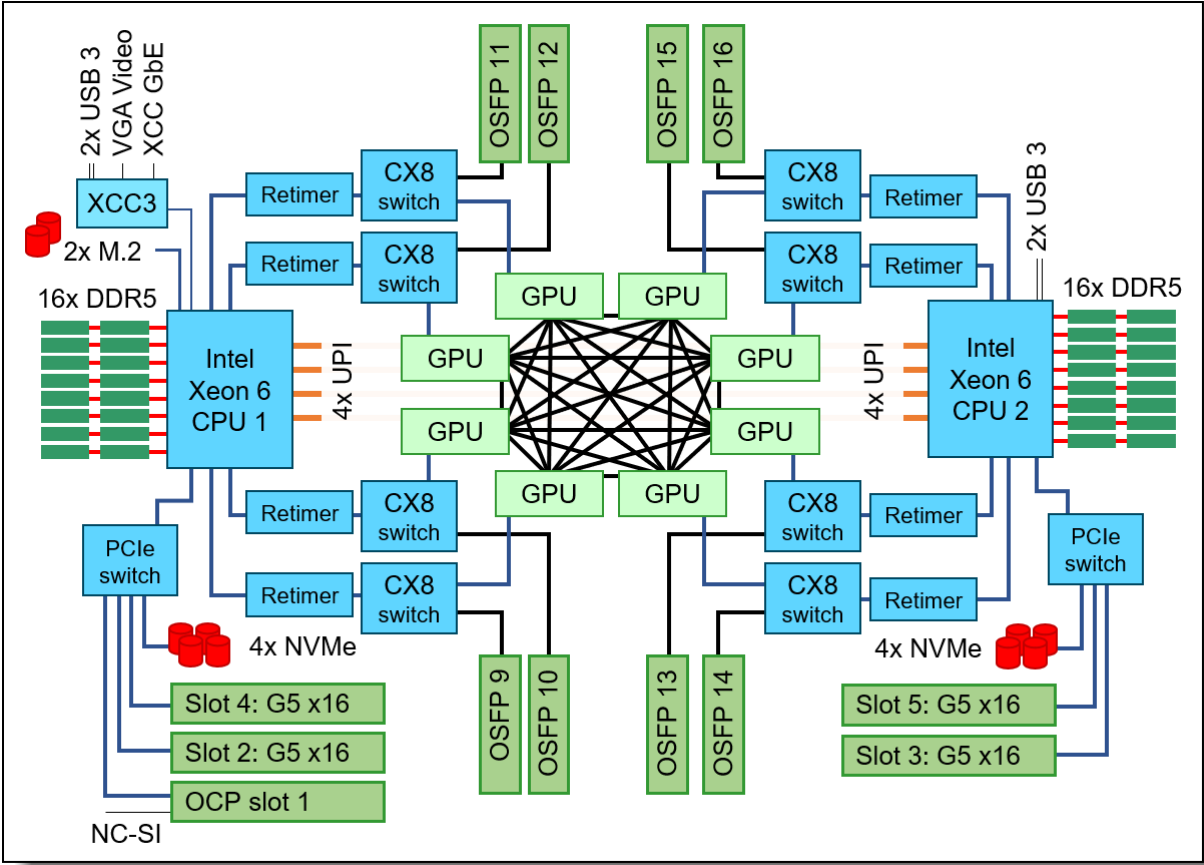 2x USB 3
VGA Video
XCC GbE
OSFP 11
OSFP 12
OSFP 15
OSFP 16
XCC3
2x M.2
16x DDR5
Retimer
CX8
switch
Retimer
CX8
switch
CX8
switch
Retimer
CX8
switch
Retimer
2x USB 3
16x DDR5
GPU
GPU
GPU
GPU
Intel
Xeon 6
CPU 1
4x UPI
4x UPI
Intel
Xeon 6
CPU 2
GPU
GPU
GPU
GPU
Retimer
CX8
switch
Retimer
CX8
switch
CX8
switch
Retimer
CX8
switch
Retimer
PCIe
switch
PCIe
switch
4x NVMe
4x NVMe
Slot 4: G5 x16
Slot 2: G5 x16
OCP slot 1
NC-SI
OSFP 9
OSFP 10
OSFP 13
OSFP 14
Slot 5: G5 x16
Slot 3: G5 x16